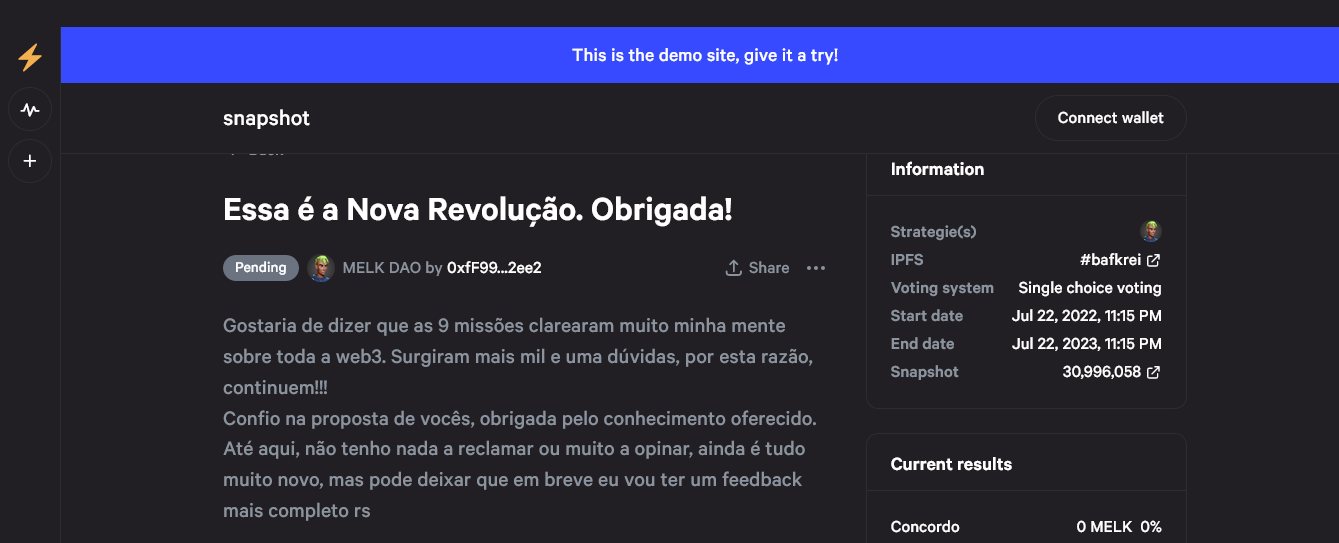 This is the demo site, give it a try!
snapshot
Connect wallet
Essa é a Nova Revolução. Obrigada!
Pending
MELK DAO by 0xfF99...2ee2
Share
Gostaria de dizer que as 9 missões clarearam muito minha mente
sobre toda a web3. Surgiram mais mil e uma dúvidas, por esta razão,
continuem!!!
Confio na proposta de vocês, obrigada pelo conhecimento oferecido.
Até aqui, não tenho nada a reclamar ou muito a opinar, ainda é tudo
muito novo, mas pode deixar que em breve eu vou ter um feedback
mais completo rs
Information
Strategie(s)
IPFS #bafkrei
Voting system Single choice voting
Start date Jul 22, 2022, 11:15 PM
End date Jul 22, 2023, 11:15 PM
Snapshot 30,996,058
Current results
Concordo 0 MELK 0%